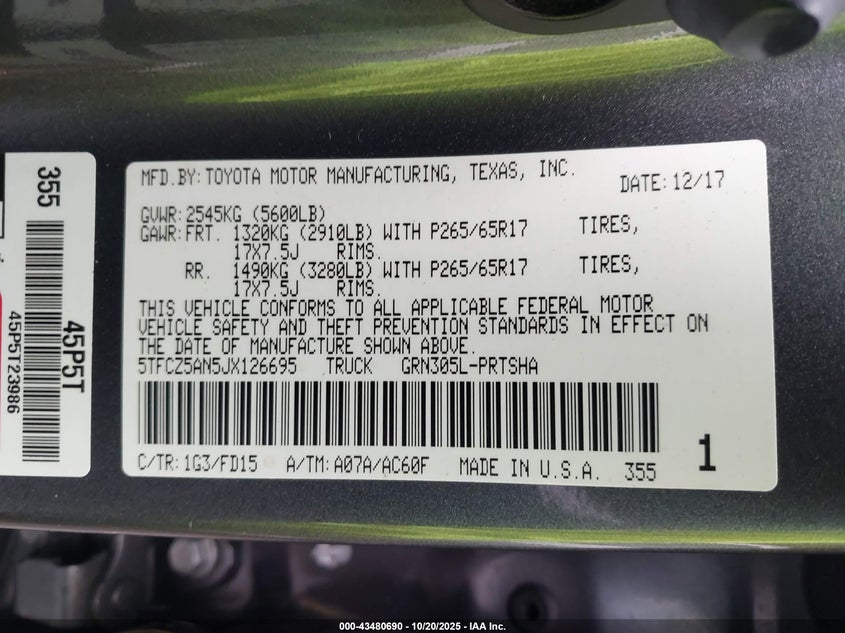 MFD.BY: TOYOTA MOTOR MANUFACTURING, TEXAS, INC. DATE: 12/17
GVWR: 2545KG (5600LB)
GAWR: FRT. 1320KG (2910LB) WITH P265/65R17 TIRES,
17X7.5J RIMS.
RR. 1490KG (3280LB) WITH P265/65R17 TIRES,
17X7.5J RIMS.
THIS VEHICLE CONFORMS TO ALL APPLICABLE FEDERAL MOTOR
VEHICLE SAFETY AND THEFT PREVENTION STANDARDS IN EFFECT ON
THE DATE OF MANUFACTURE SHOWN ABOVE.
5TFCZ5AN5JX126695 TRUCK GRN305L-PRTSHA
C/TR: 1G3/FD15 A/TM: A07A/AC60F MADE IN U.S.A. 355
1
355
45P5T
45P5T23986
000-43480690 - 10/20/2025 - IAA Inc.